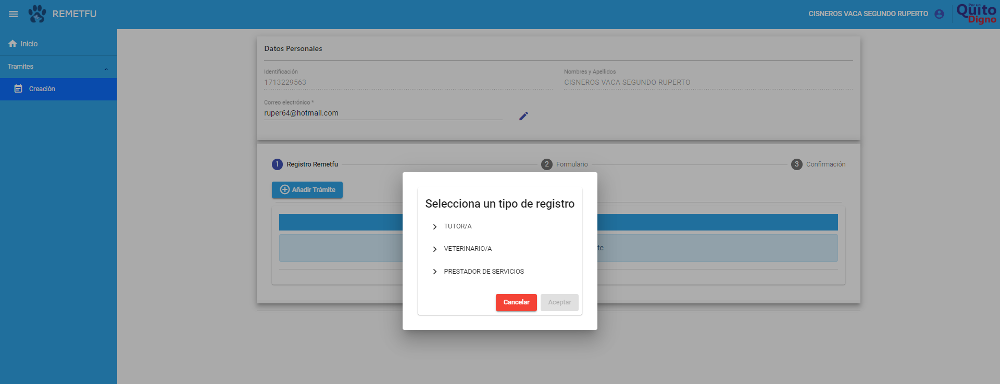 REMETFU
CISNEROS VACA SEGUNDO RUPERTO
Por un
Quito
Digno
Inicio
Tramites
Creación
Datos Personales
Identificación
1713229563
Nombres y Apellidos
CISNEROS VACA SEGUNDO RUPERTO
Correo electrónico *
ruper64@hotmail.com
1 Registro Remetfu
2 Formulario
3 Confirmación
Añadir Trámite
te
Selecciona un tipo de registro
TUTOR/A
VETERINARIO/A
PRESTADOR DE SERVICIOS
Cancelar
Aceptar